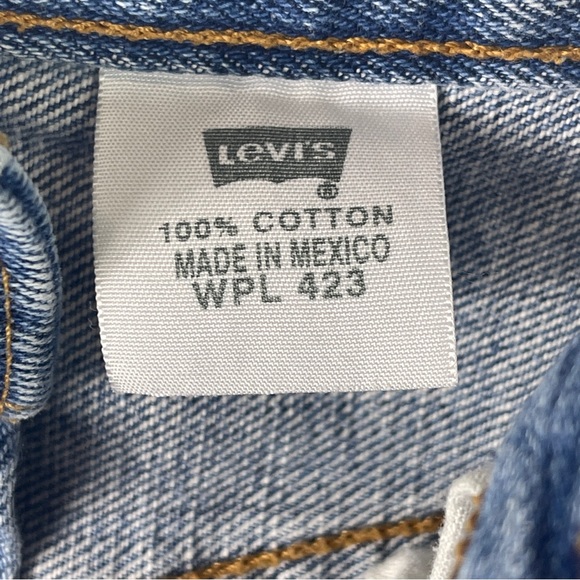 Levi's
®
100% COTTON
MADE IN MEXICO
WPL 423